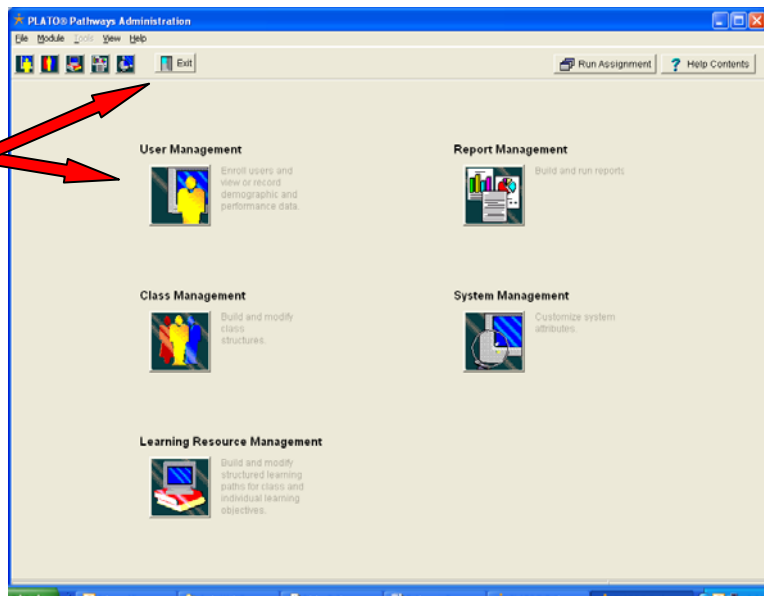 PLATO® Pathways Administration
File Module Tools View Help
Exit
Run Assignment
? Help Contents
User Management
Enroll users and
view or record
demographic and
performance data.
Report Management
Build and run reports
Class Management
Build and modify
class
structures.
System Management
Customize system
attributes.
Learning Resource Management
Build and modify
structured learning
paths for class and
individual learning
objectives.